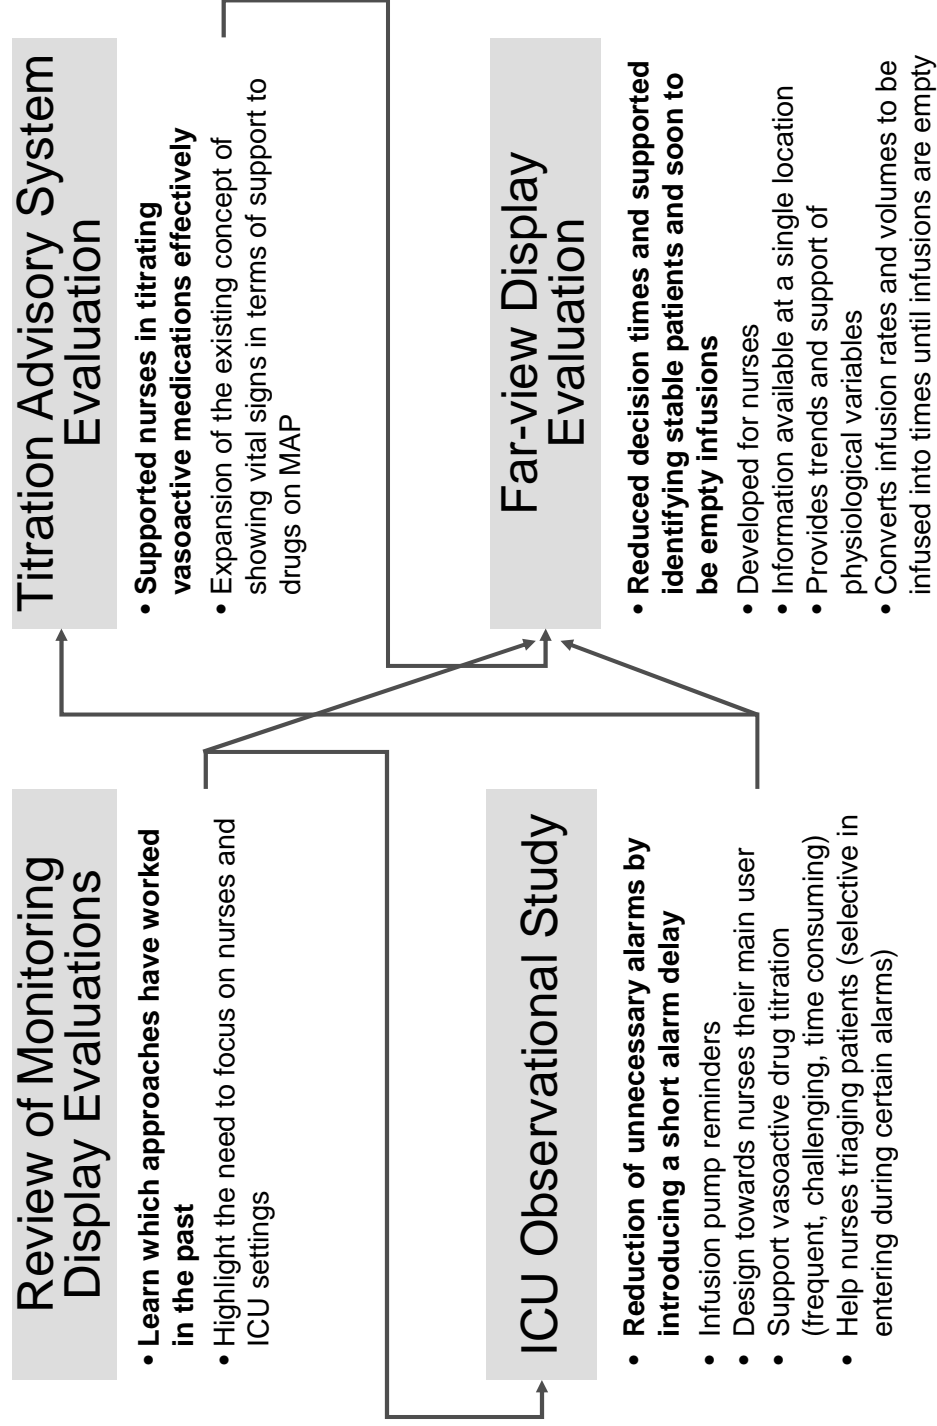 Review of Monitoring
Display Evaluations
• Learn which approaches have worked
in the past
• Highlight the need to focus on nurses and
ICU settings
ICU Observational Study
• Reduction of unnecessary alarms by
introducing a short alarm delay
• Infusion pump reminders
• Design towards nurses their main user
• Support vasoactive drug titration
(frequent, challenging, time consuming)
• Help nurses triaging patients (selective in
entering during certain alarms)
Titration Advisory System
Evaluation
• Supported nurses in titrating
vasoactive medications effectively
• Expansion of the existing concept of
showing vital signs in terms of support to
drugs on MAP
Far-view Display
Evaluation
• Reduced decision times and supported
identifying stable patients and soon to
be empty infusions
• Developed for nurses
• Information available at a single location
• Provides trends and support of
physiological variables
• Converts infusion rates and volumes to be
infused into times until infusions are empty